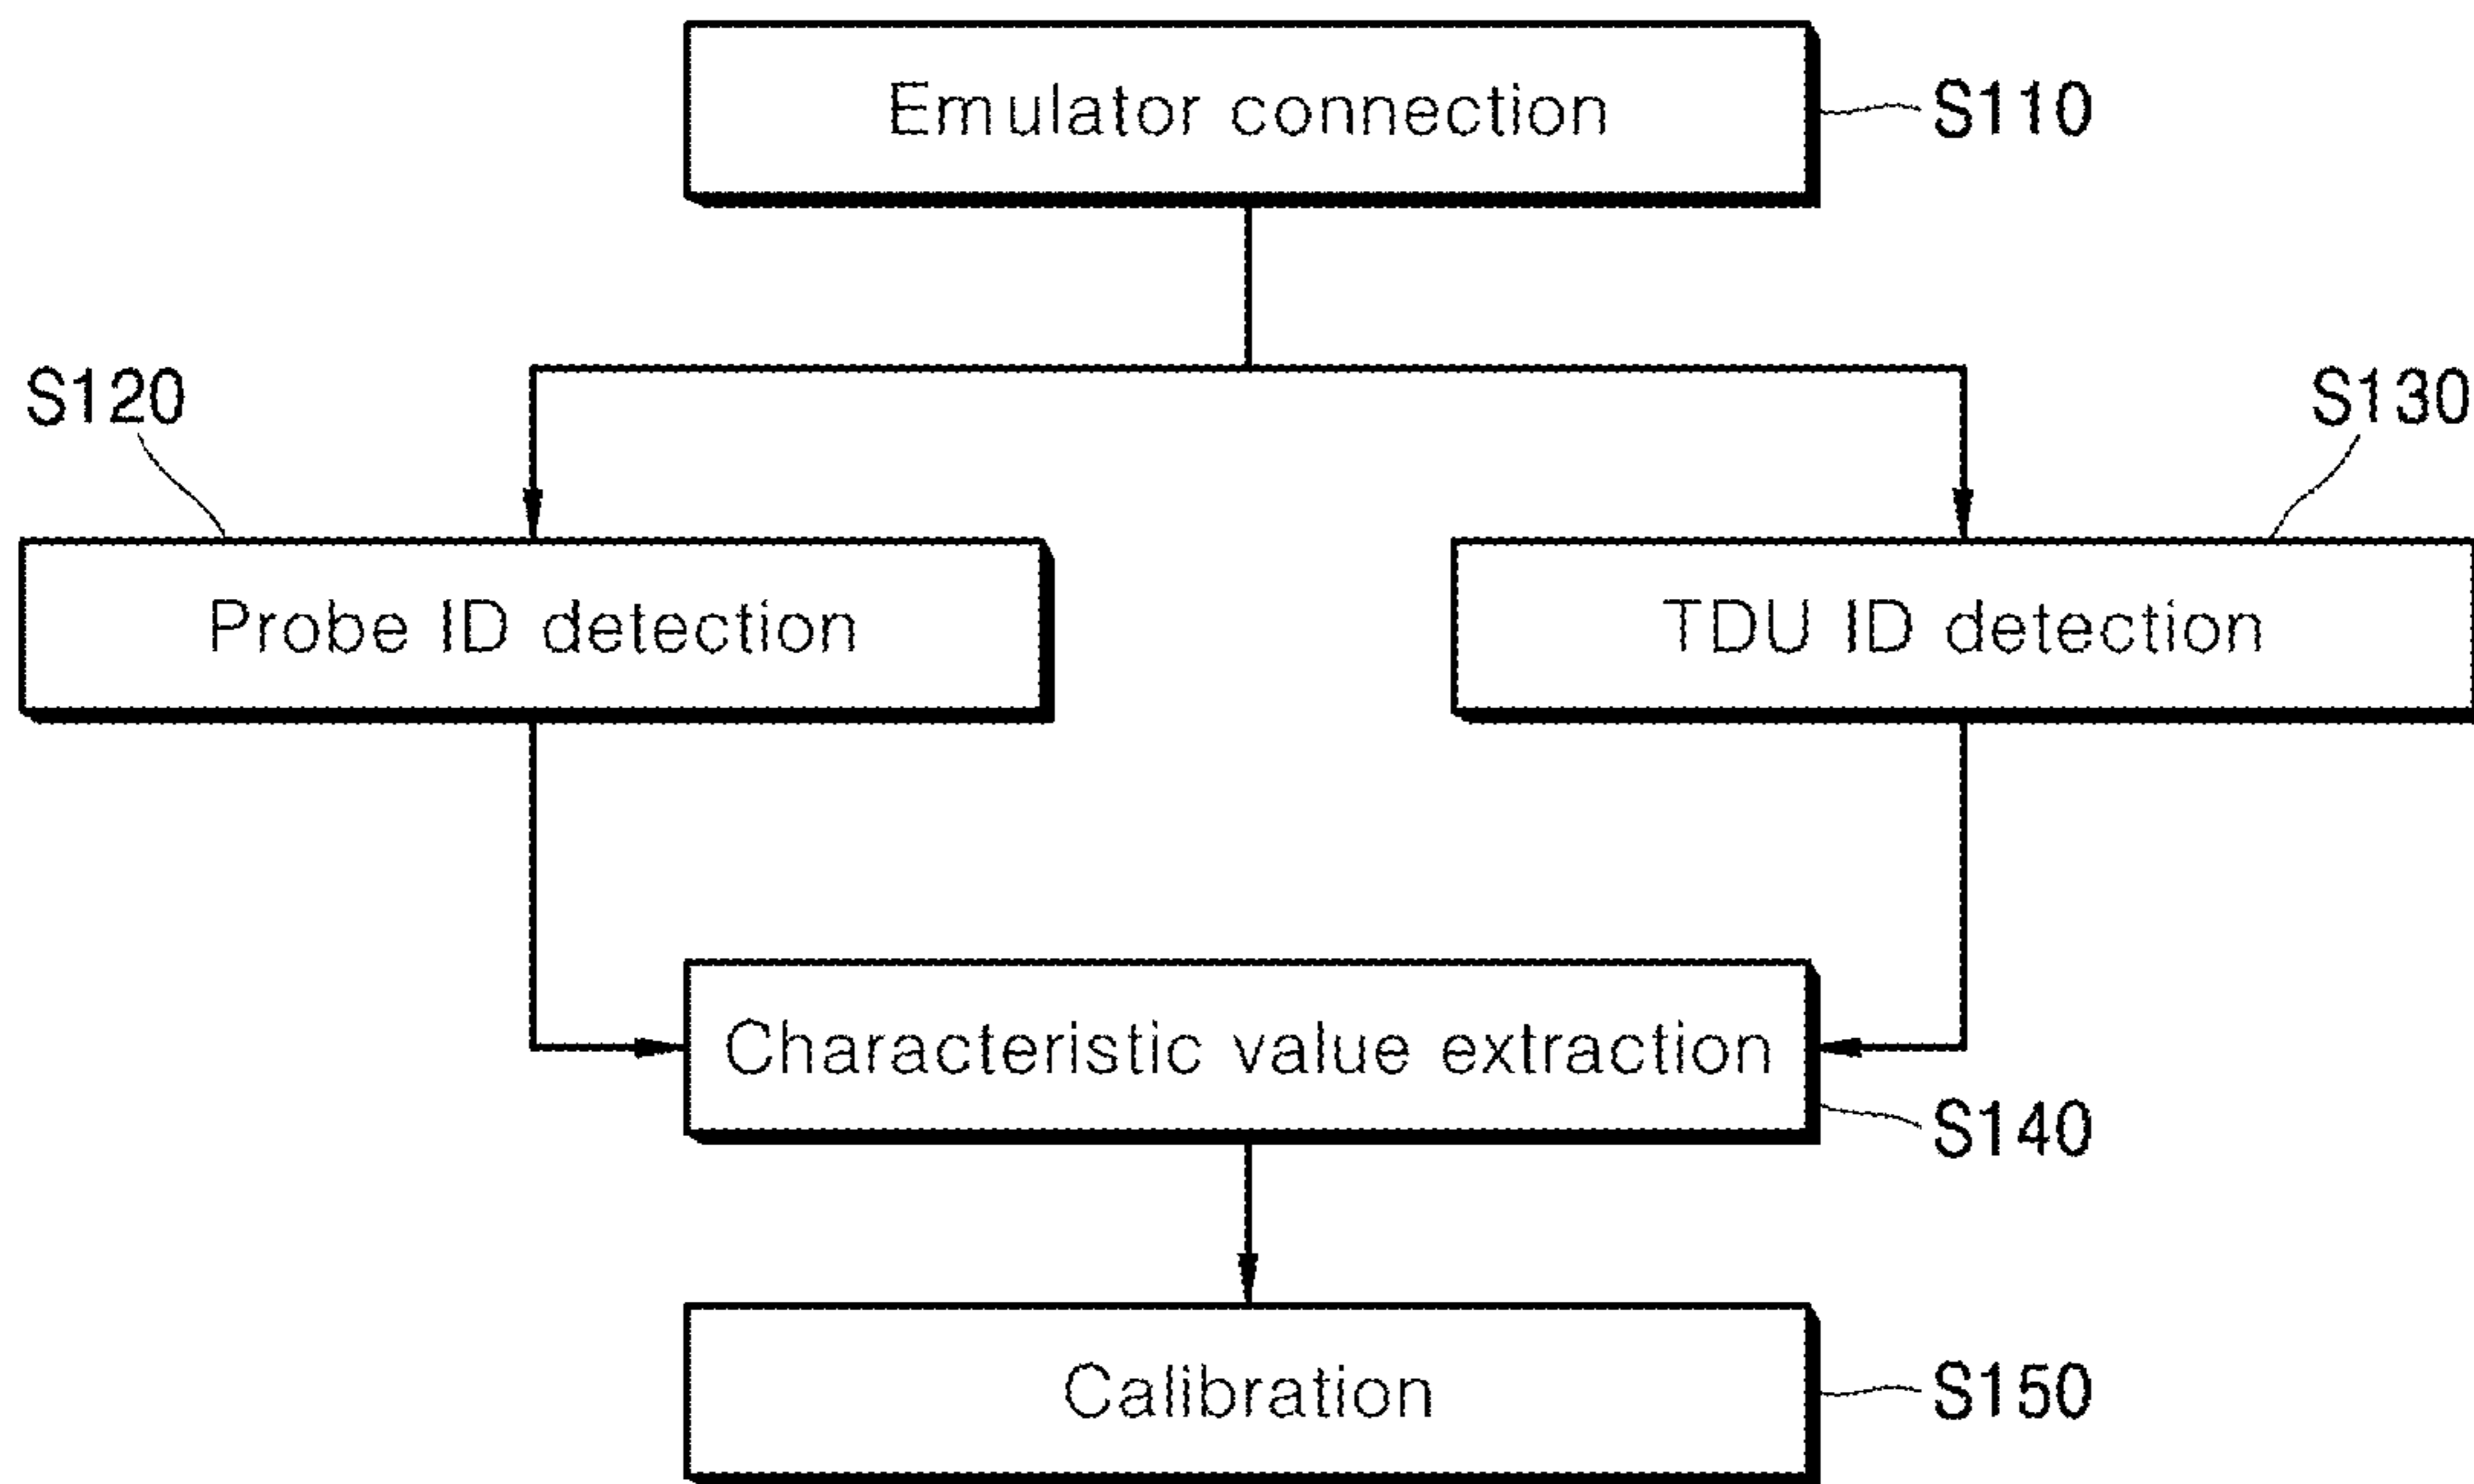 Emulator connection
S110
S120
S130
Probe ID detection
TDU ID detection
Characteristic value extraction
S140
Calibration
S150